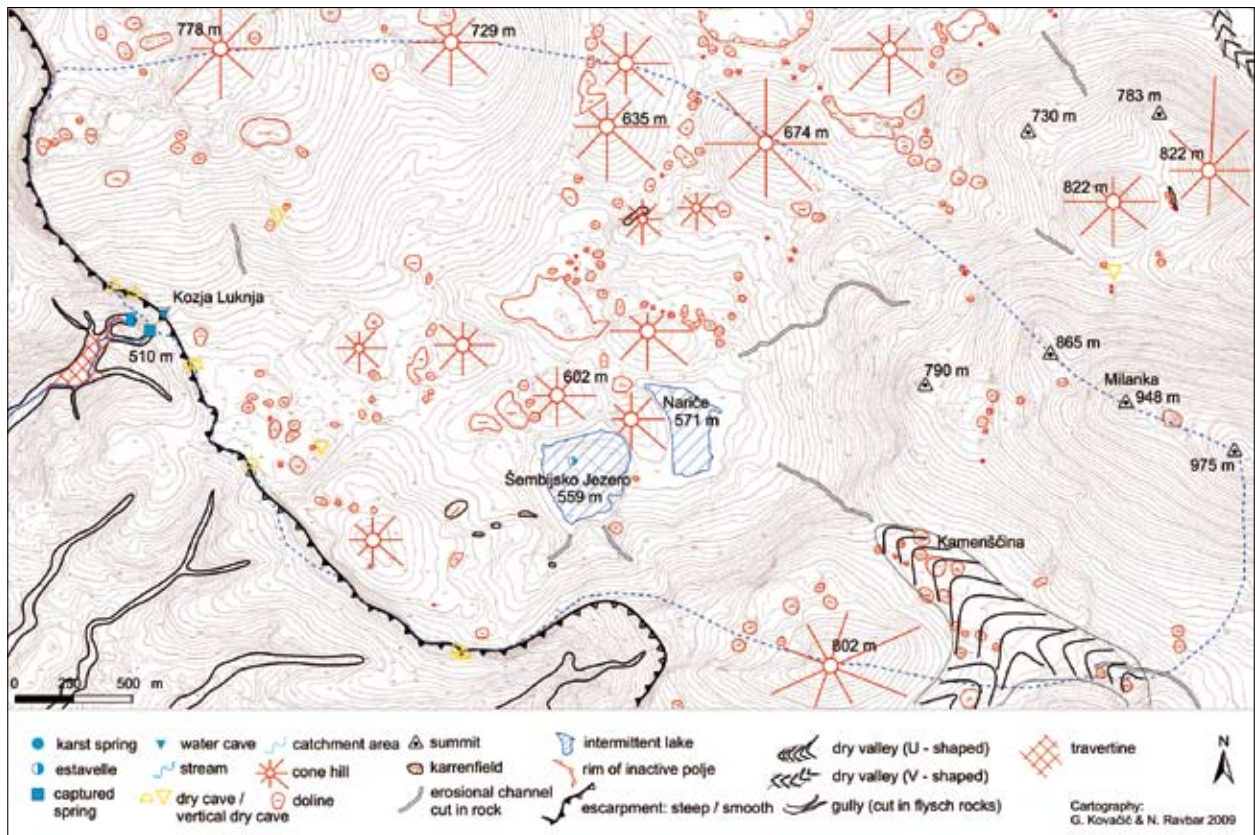 778 m
729 m
635 m
674 m
730 m
783 m
822 m
822 m
Kozja Luknja
510 m
865 m
602 m
790 m
Milanka
948 m
Nariče
571 m
975 m
Šembijsko Jezero
559 m
Kamenščina
802 m
0 250 500 m
karst spring
water cave
catchment area
summit
intermittent lake
dry valley (U - shaped)
travertine
N
estavelle
stream
cone hill
karrenfield
rim of inactive polje
dry valley (V - shaped)
captured
spring
dry cave /
vertical dry cave
doline
erosional channel
cut in rock
escarpment: steep / smooth
gully (cut in flysch rocks)
Cartography:
G. Kovačič & N. Ravbar 2009